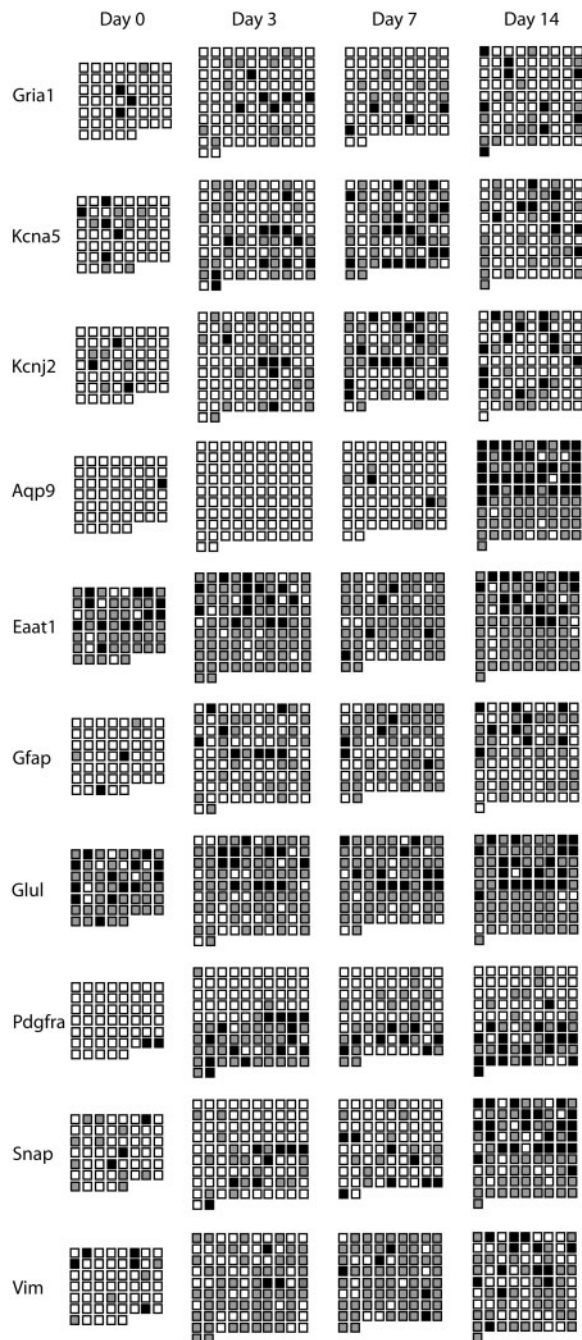 Day 0 Day 3 Day 7 Day 14
Gria1
Kcna5
Kcnj2
Aqp9
Eaat1
Gfap
Glul
Pdgfra
Snap
Vim